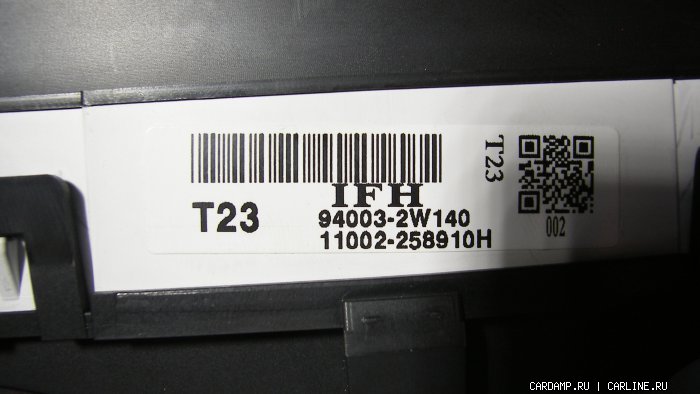 IFH
T23
94003-2W140
11002-258910H
T23
002
CARDAMP.RU | CARLINE.RU